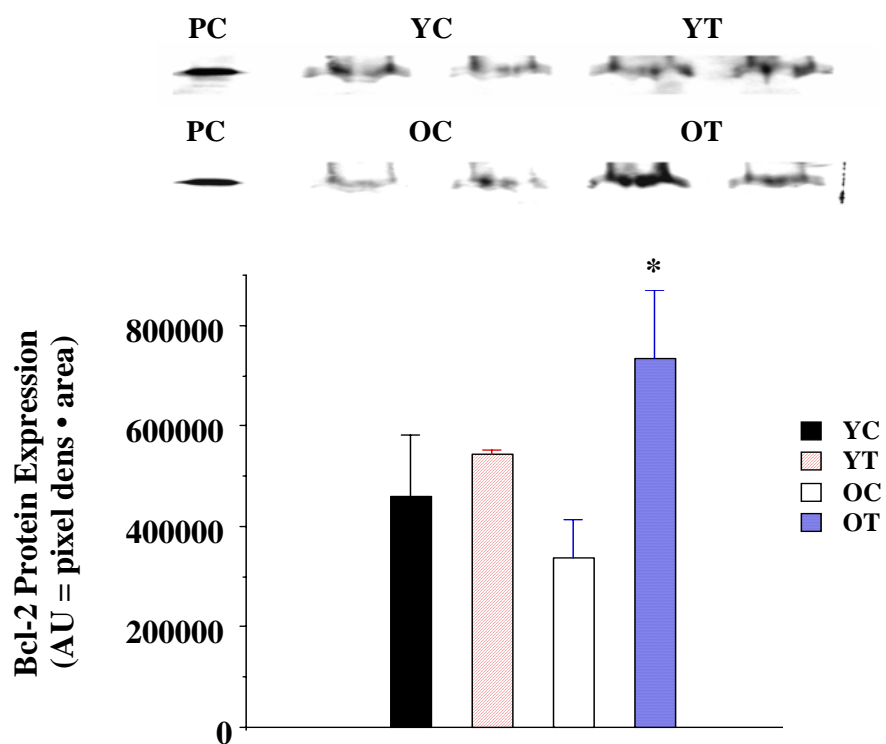 PC YC YT
PC OC OT
*
Bcl-2 Protein Expression
(AU = pixel dens • area)
800000
600000
400000
200000
0
YC
YT
OC
OT